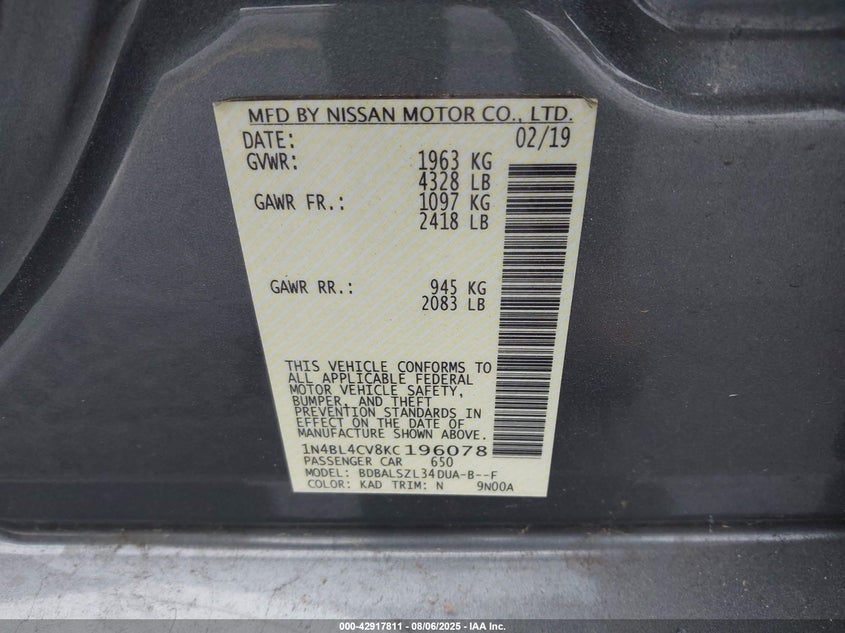 MFD BY NISSAN MOTOR CO., LTD.
DATE: 02/19
GVWR: 1963 KG
4328 LB
GAWR FR.: 1097 KG
2418 LB
GAWR RR.: 945 KG
2083 LB
THIS VEHICLE CONFORMS TO
ALL APPLICABLE FEDERAL
MOTOR VEHICLE SAFETY,
BUMPER, AND THEFT
PREVENTION STANDARDS IN
EFFECT ON THE DATE OF
MANUFACTURE SHOWN ABOVE.
1N4BL4CV8KC196078
PASSENGER CAR 650
MODEL: BDBALSZL34DUA-B--F
COLOR: KAD TRIM: N 9N00A
000-42917811 - 08/06/2025 - IAA Inc.